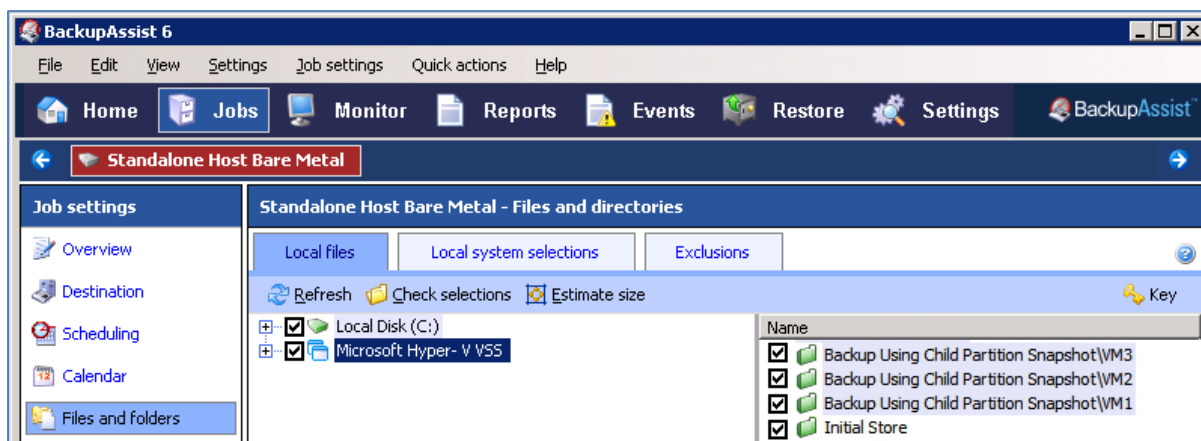 BackupAssist 6
File Edit View Settings Job settings Quick actions Help
Home Jobs Monitor Reports Events Restore Settings BackupAssist™
Standalone Host Bare Metal
Job settings
Standalone Host Bare Metal - Files and directories
Overview
Destination
Scheduling
12
Calendar
Files and folders
Local files Local system selections Exclusions
Refresh Check selections Estimate size Key
Local Disk (C:)
Microsoft Hyper- V VSS
Name
Backup Using Child Partition Snapshot\VM3
Backup Using Child Partition Snapshot\VM2
Backup Using Child Partition Snapshot\VM1
Initial Store